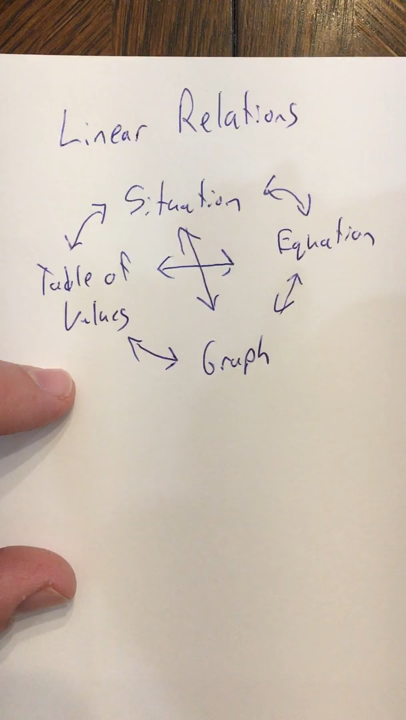 Linear Relations
Situation
Equation
Table of
Values
Graph